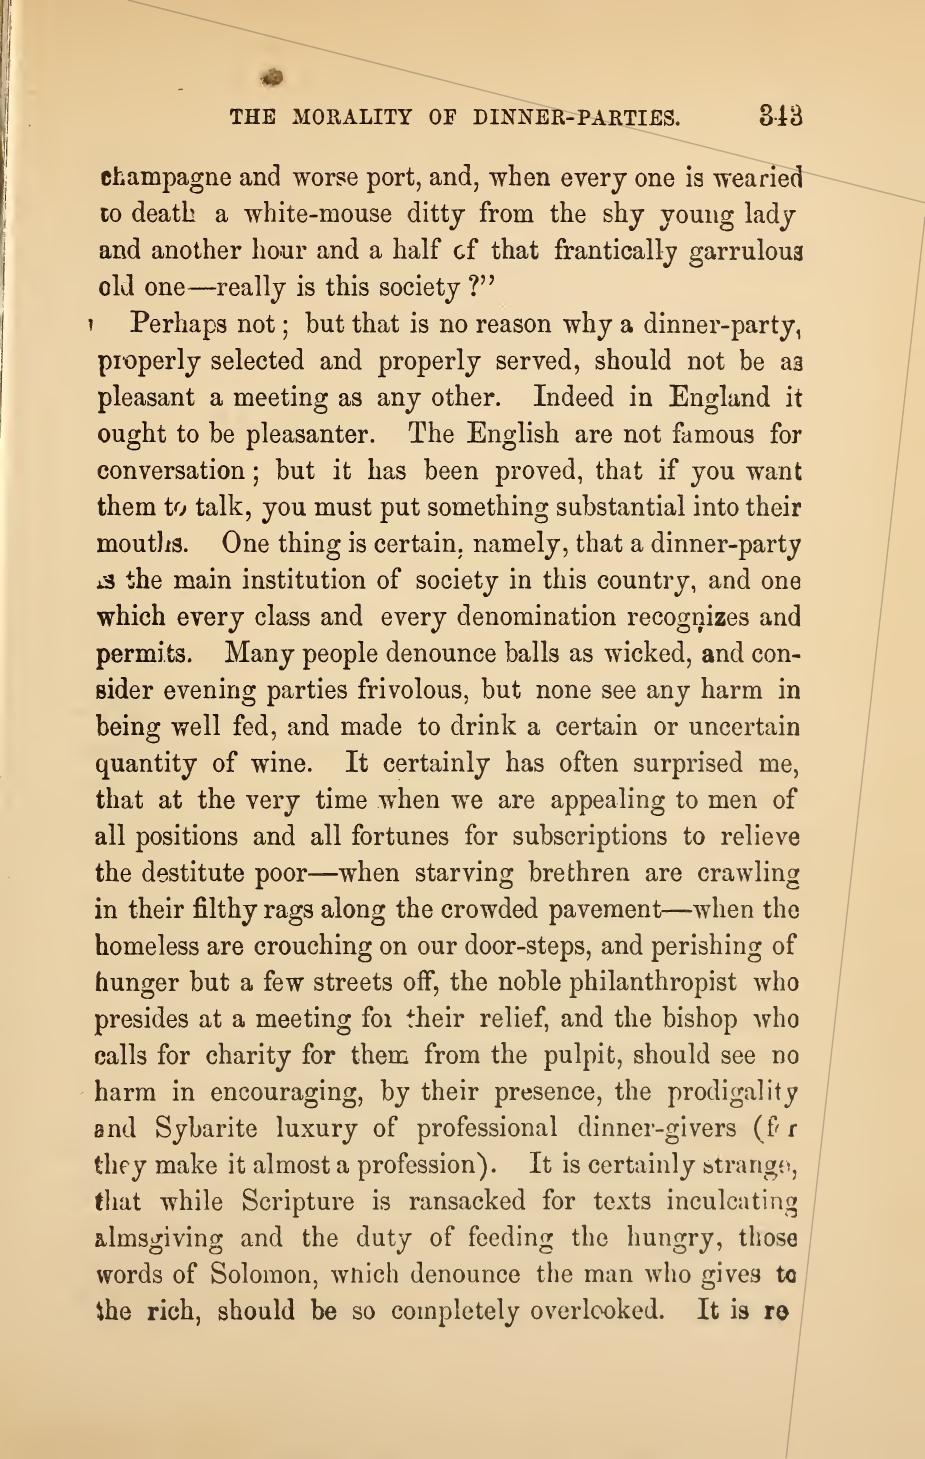 THE MORALITY OF DINNER-PARTIES. 343
champagne and worse port, and, when every one is wearied
to death a white-mouse ditty from the shy young lady
and another hour and a half of that frantically garrulous
old one—really is this society ?"
Perhaps not ; but that is no reason why a dinner-party,
properly selected and properly served, should not be as
pleasant a meeting as any other. Indeed in England it
ought to be pleasanter. The English are not famous for
conversation ; but it has been proved, that if you want
them to talk, you must put something substantial into their
mouths. One thing is certain, namely, that a dinner-party
is the main institution of society in this country, and one
which every class and every denomination recognizes and
permits. Many people denounce balls as wicked, and con-
sider evening parties frivolous, but none see any harm in
being well fed, and made to drink a certain or uncertain
quantity of wine. It certainly has often surprised me,
that at the very time when we are appealing to men of
all positions and all fortunes for subscriptions to relieve
the destitute poor—when starving brethren are crawling
in their filthy rags along the crowded pavement—when the
homeless are crouching on our door-steps, and perishing of
hunger but a few streets off, the noble philanthropist who
presides at a meeting for their relief, and the bishop who
calls for charity for them from the pulpit, should see no
harm in encouraging, by their presence, the prodigality
and Sybarite luxury of professional dinner-givers (for
they make it almost a profession). It is certainly strange,
that while Scripture is ransacked for texts inculcating
almsgiving and the duty of feeding the hungry, those
words of Solomon, which denounce the man who gives to
the rich, should be so completely overlooked. It is re